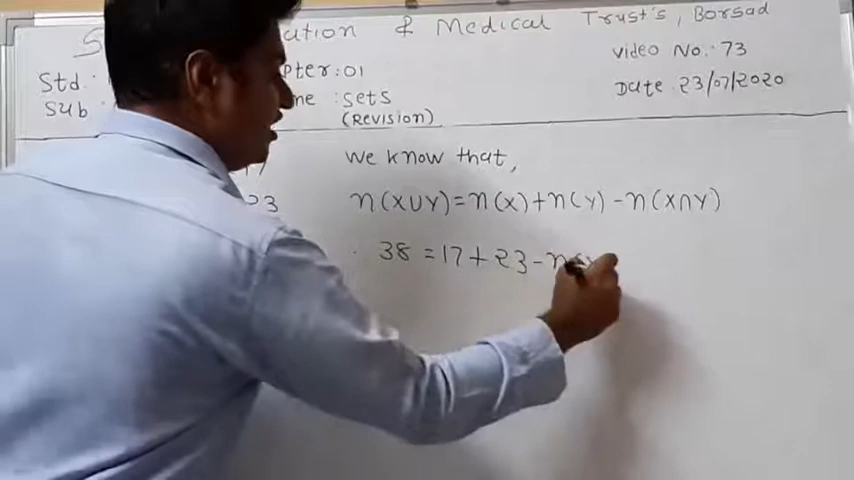 ation & Medical Trust's, Borsad
Std : pter : 01 Video No. : 73
Sub me : Sets Date : 23/07/2020
(Revision)
17 We know that,
23 n(X∪Y) = n(X) + n(Y) - n(X∩Y)
38 = 17 + 23 - n(